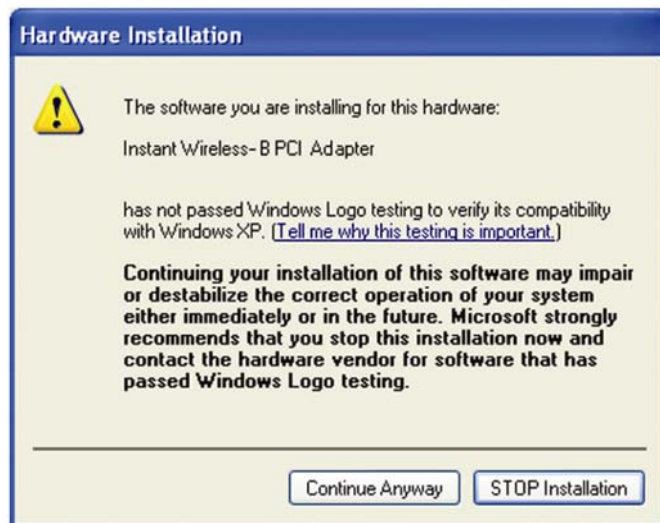 Hardware Installation
The software you are installing for this hardware:
Instant Wireless-B PCI Adapter
has not passed Windows Logo testing to verify its compatibility
with Windows XP. (Tell me why this testing is important.)
Continuing your installation of this software may impair
or destabilize the correct operation of your system
either immediately or in the future. Microsoft strongly
recommends that you stop this installation now and
contact the hardware vendor for software that has
passed Windows Logo testing.
Continue Anyway STOP Installation